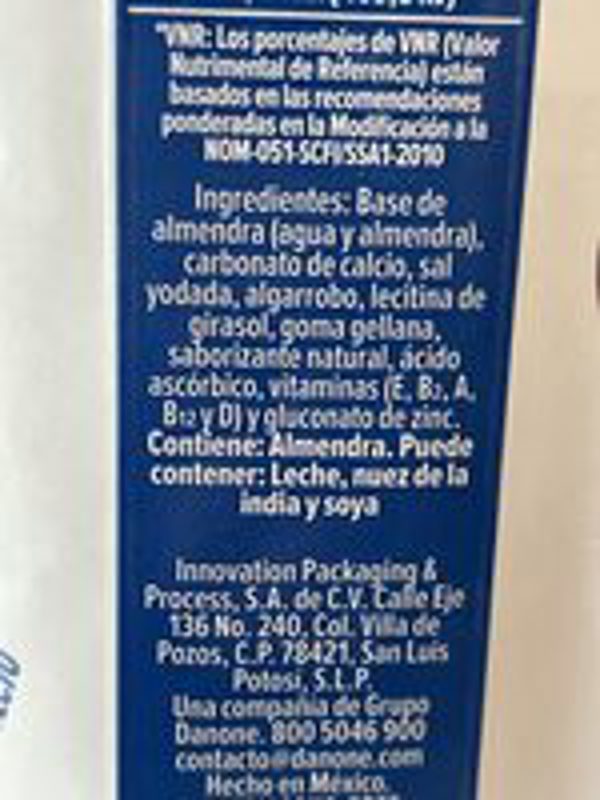 *VNR: Los porcentajes de VNR (Valor
Nutrimental de Referencia) están
basados en las recomendaciones
ponderadas en la Modificación a la
NOM-051-SCFI/SSA1-2010
Ingredientes: Base de
almendra (agua y almendra),
carbonato de calcio, sal
yodada, algarrobo, lecitina de
girasol, goma gellana,
saborizante natural, ácido
ascórbico, vitaminas (E, B₂, A,
B₁₂ y D) y gluconato de zinc.
Contiene: Almendra. Puede
contener: Leche, nuez de la
india y soya
Innovation Packaging &
Process, S.A. de C.V. Calle Eje
136 No. 240, Col. Villa de
Pozos, C.P. 78421, San Luis
Potosí, S.L.P.
Una compañía de Grupo
Danone. 800 5046 900
contacto@danone.com
Hecho en México.